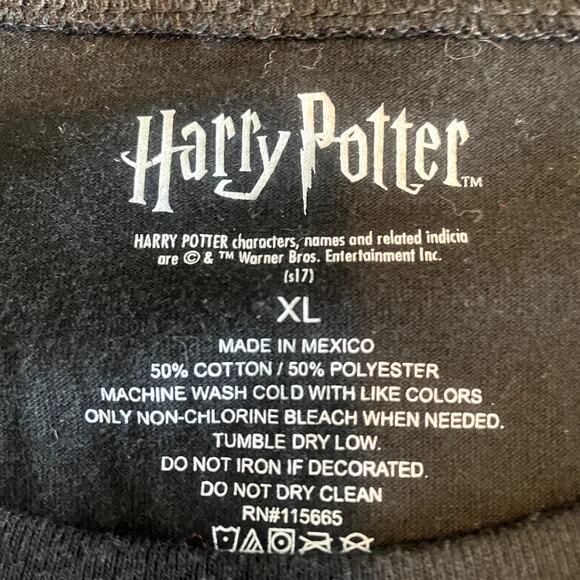 Harry Potter™
HARRY POTTER characters, names and related indicia
are © & ™ Warner Bros. Entertainment Inc.
(s17)
XL
MADE IN MEXICO
50% COTTON / 50% POLYESTER
MACHINE WASH COLD WITH LIKE COLORS
ONLY NON-CHLORINE BLEACH WHEN NEEDED.
TUMBLE DRY LOW.
DO NOT IRON IF DECORATED.
DO NOT DRY CLEAN
RN#115665